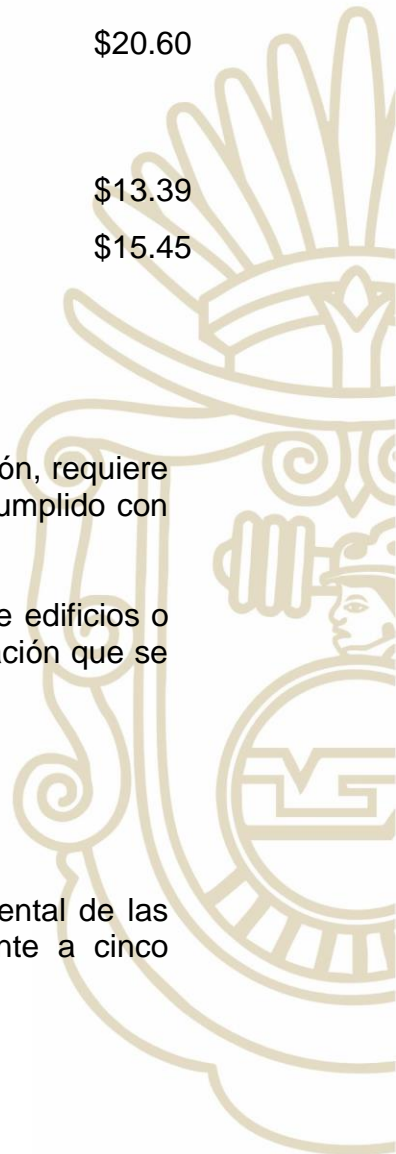 $20.60
$13.39
$15.45
ón, requiere
umplido con
e edificios o
ación que se
ental de las
nte a cinco